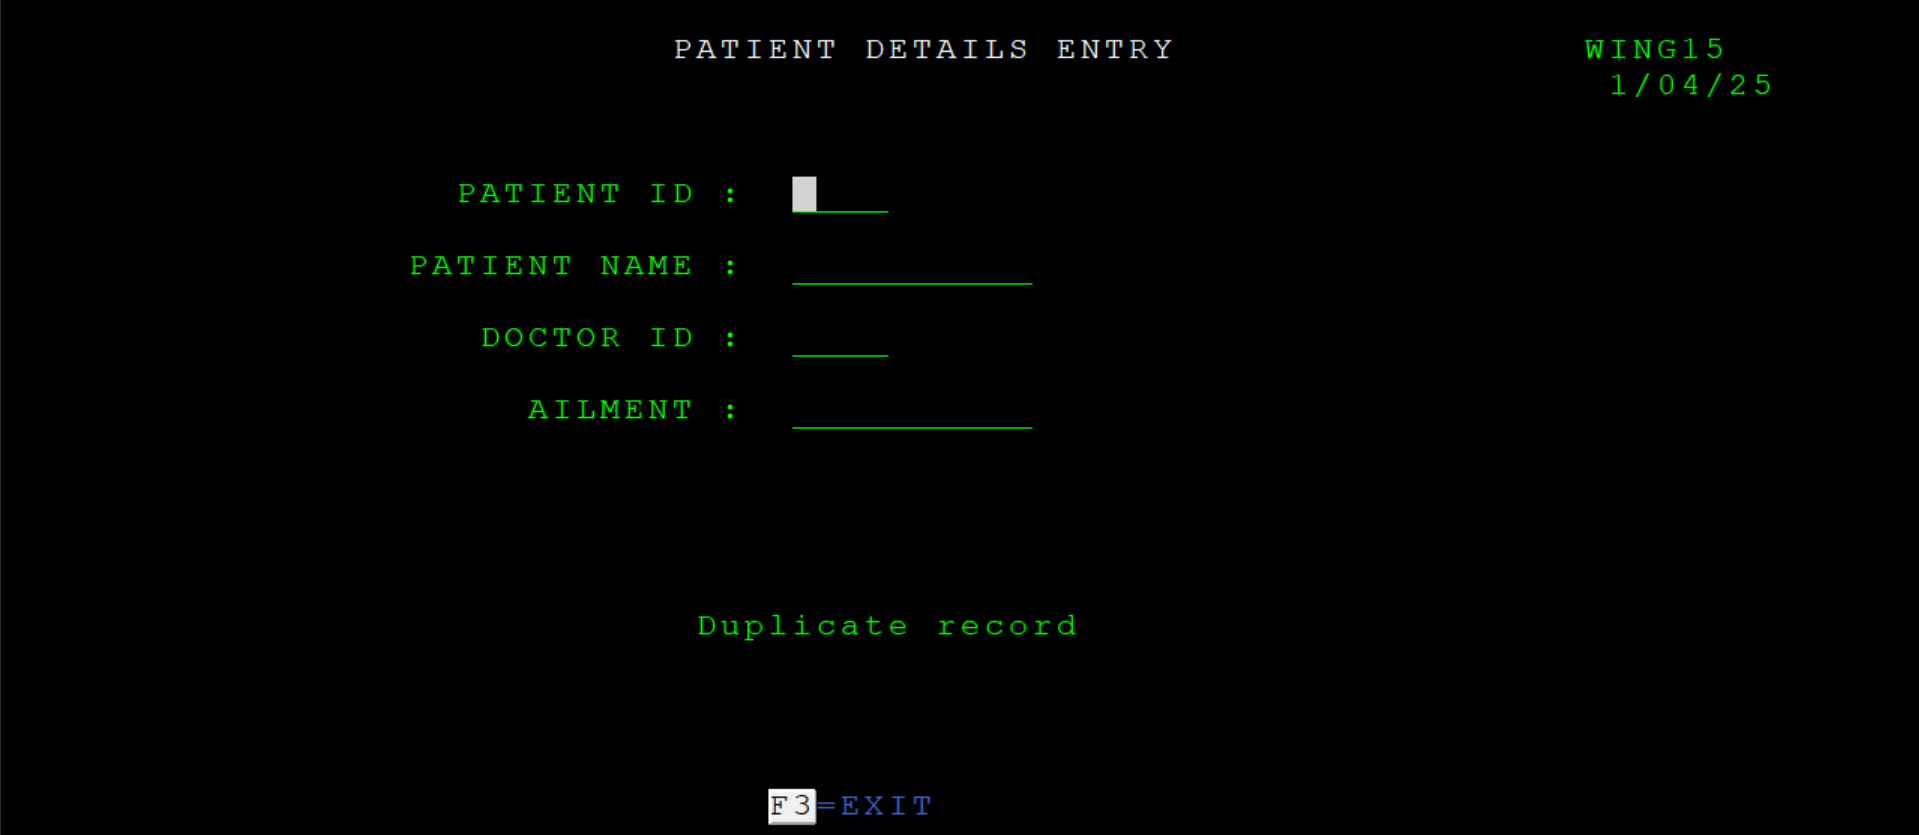 PATIENT DETAILS ENTRY WING15
1/04/25
PATIENT ID :
PATIENT NAME :
DOCTOR ID :
AILMENT :
Duplicate record
F3=EXIT